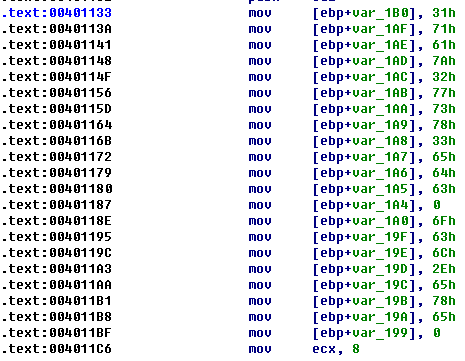 .text:00401133 mov [ebp+var_1B0], 31h
.text:0040113A mov [ebp+var_1AF], 71h
.text:00401141 mov [ebp+var_1AE], 61h
.text:00401148 mov [ebp+var_1AD], 7Ah
.text:0040114F mov [ebp+var_1AC], 32h
.text:00401156 mov [ebp+var_1AB], 77h
.text:0040115D mov [ebp+var_1AA], 73h
.text:00401164 mov [ebp+var_1A9], 78h
.text:0040116B mov [ebp+var_1A8], 33h
.text:00401172 mov [ebp+var_1A7], 65h
.text:00401179 mov [ebp+var_1A6], 64h
.text:00401180 mov [ebp+var_1A5], 63h
.text:00401187 mov [ebp+var_1A4], 0
.text:0040118E mov [ebp+var_1A0], 6Fh
.text:00401195 mov [ebp+var_19F], 63h
.text:0040119C mov [ebp+var_19E], 6Ch
.text:004011A3 mov [ebp+var_19D], 2Eh
.text:004011AA mov [ebp+var_19C], 65h
.text:004011B1 mov [ebp+var_19B], 78h
.text:004011B8 mov [ebp+var_19A], 65h
.text:004011BF mov [ebp+var_199], 0
.text:004011C6 mov ecx, 8